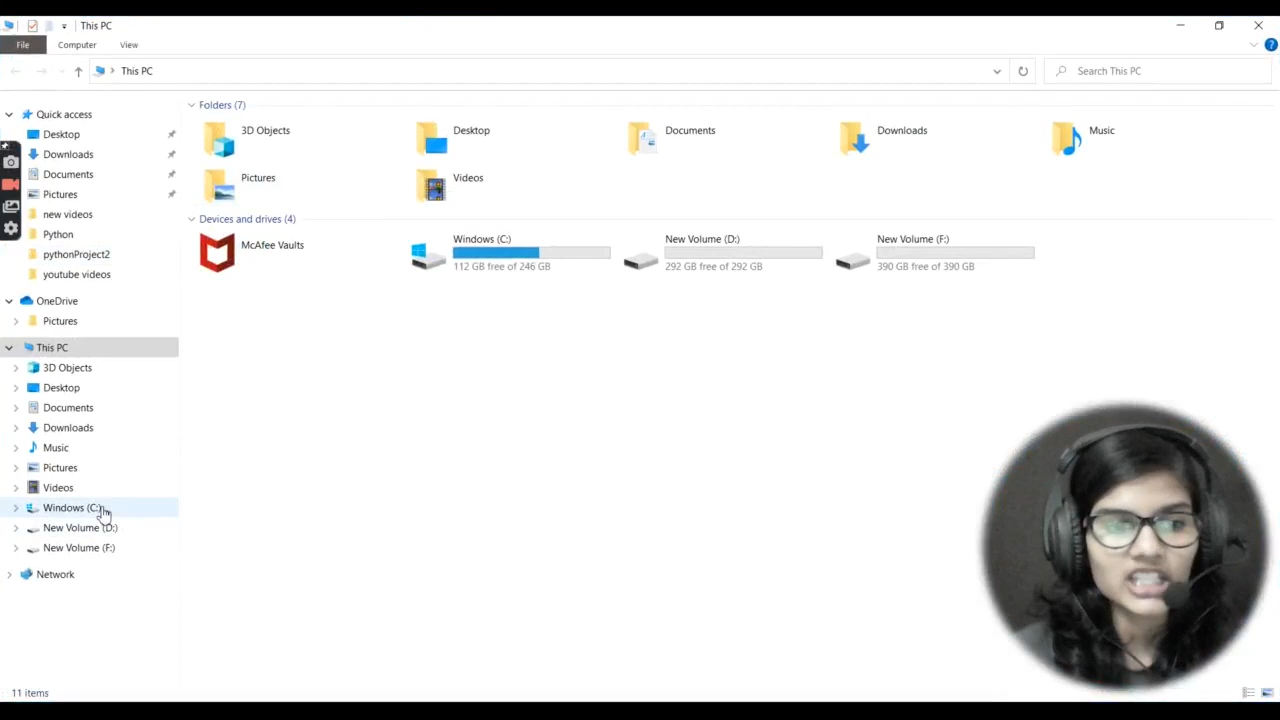 This PC
File
Computer
View
This PC
Search This PC
Quick access
Desktop
Downloads
Documents
Pictures
new videos
Python
pythonProject2
youtube videos
OneDrive
Pictures
This PC
3D Objects
Desktop
Documents
Downloads
Music
Pictures
Videos
Windows (C:)
New Volume (D:)
New Volume (F:)
Network
Folders (7)
3D Objects
Desktop
Documents
Downloads
Music
Pictures
Videos
Devices and drives (4)
McAfee Vaults
Windows (C:)
112 GB free of 246 GB
New Volume (D:)
292 GB free of 292 GB
New Volume (F:)
390 GB free of 390 GB
11 items